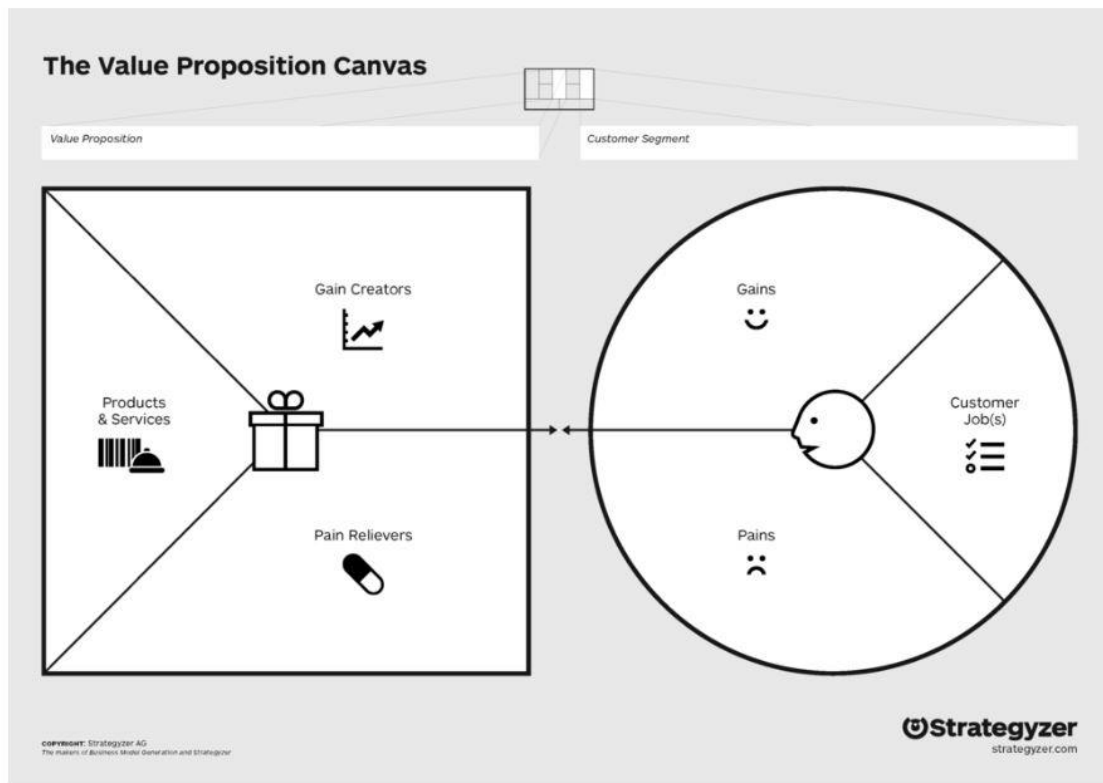 The Value Proposition Canvas
Value Proposition
Customer Segment
Gain Creators
Gains
Products
& Services
Customer
Job(s)
Pain Relievers
Pains
COPYRIGHT: Strategyzer AG
The makers of Business Model Generation and Strategyzer
Strategyzer
strategyzer.com